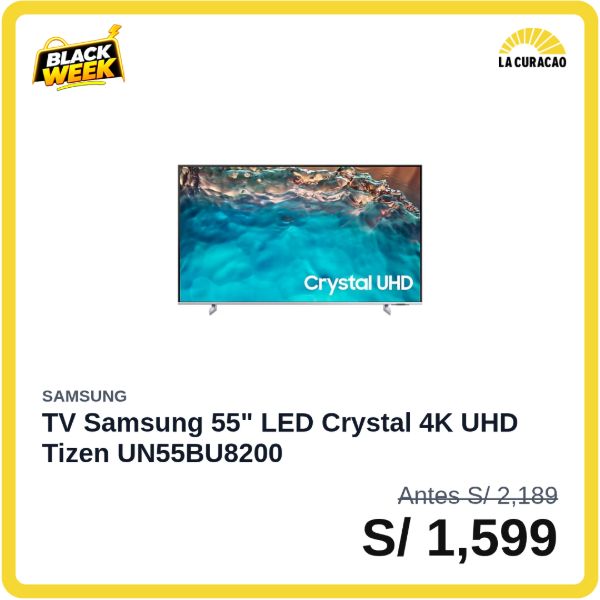 BLACK
WEEK
LA CURACAO
Crystal UHD
SAMSUNG
TV Samsung 55" LED Crystal 4K UHD
Tizen UN55BU8200
Antes S/ 2,189
S/ 1,599